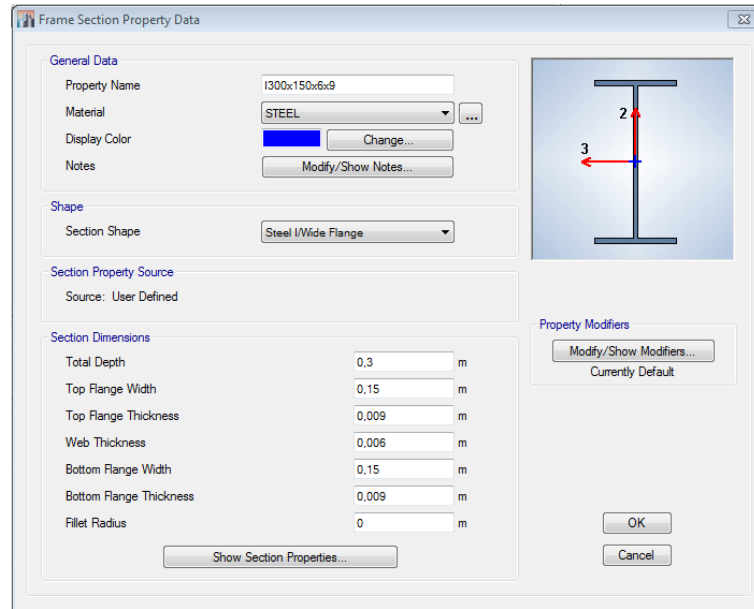 Frame Section Property Data
General Data
Property Name I300x150x6x9
Material STEEL ...
Display Color Change...
Notes Modify/Show Notes...
Shape
Section Shape Steel I/Wide Flange
Section Property Source
Source: User Defined
Section Dimensions
Total Depth 0,3 m
Top Flange Width 0,15 m
Top Flange Thickness 0,009 m
Web Thickness 0,006 m
Bottom Flange Width 0,15 m
Bottom Flange Thickness 0,009 m
Fillet Radius 0 m
Show Section Properties...
2
3
Property Modifiers
Modify/Show Modifiers...
Currently Default
OK
Cancel